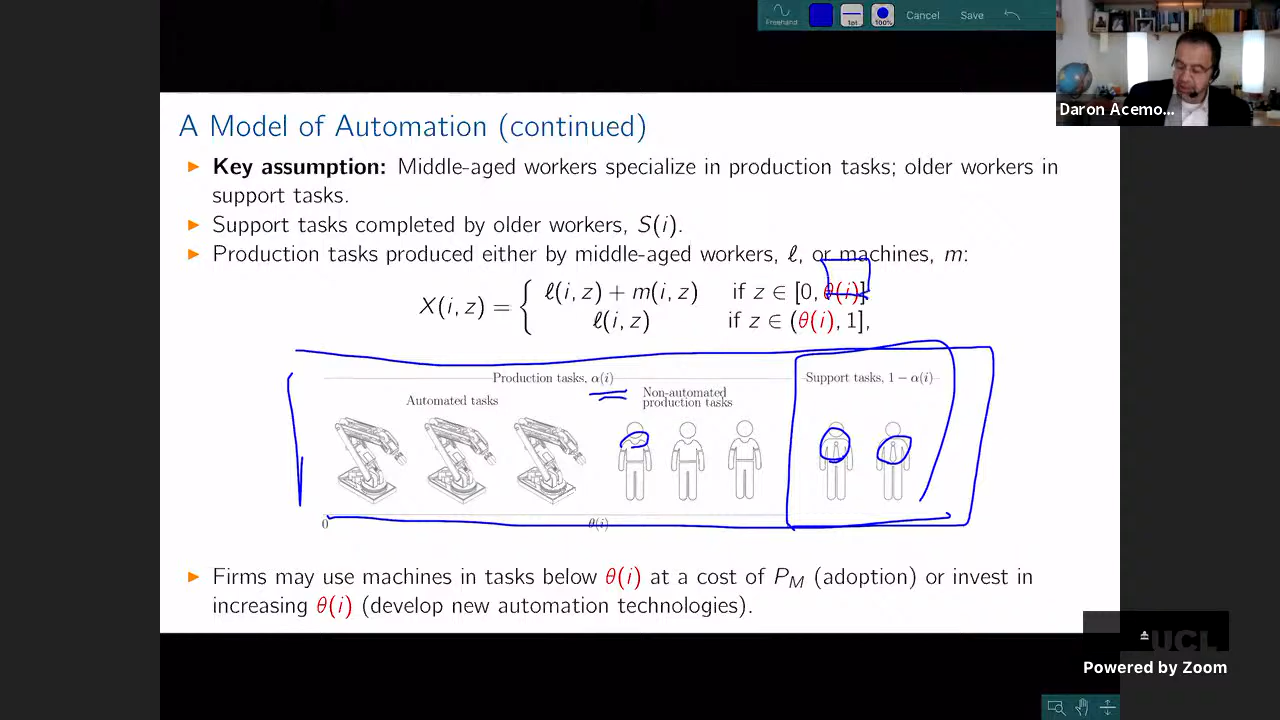 Freehand
1pt
100%
Cancel
Save
Daron Acemo...
A Model of Automation (continued)
Key assumption: Middle-aged workers specialize in production tasks; older workers in
support tasks.
Support tasks completed by older workers, S(i).
Production tasks produced either by middle-aged workers, ℓ, or machines, m:
X(i, z) = { ℓ(i, z) + m(i, z) if z ∈ [0, θ(i)]
ℓ(i, z) if z ∈ (θ(i), 1],
Production tasks, α(i)
Support tasks, 1 − α(i)
Automated tasks
Non-automated
production tasks
0
θ(i)
Firms may use machines in tasks below θ(i) at a cost of P_M (adoption) or invest in
increasing θ(i) (develop new automation technologies).
UCL
Powered by Zoom